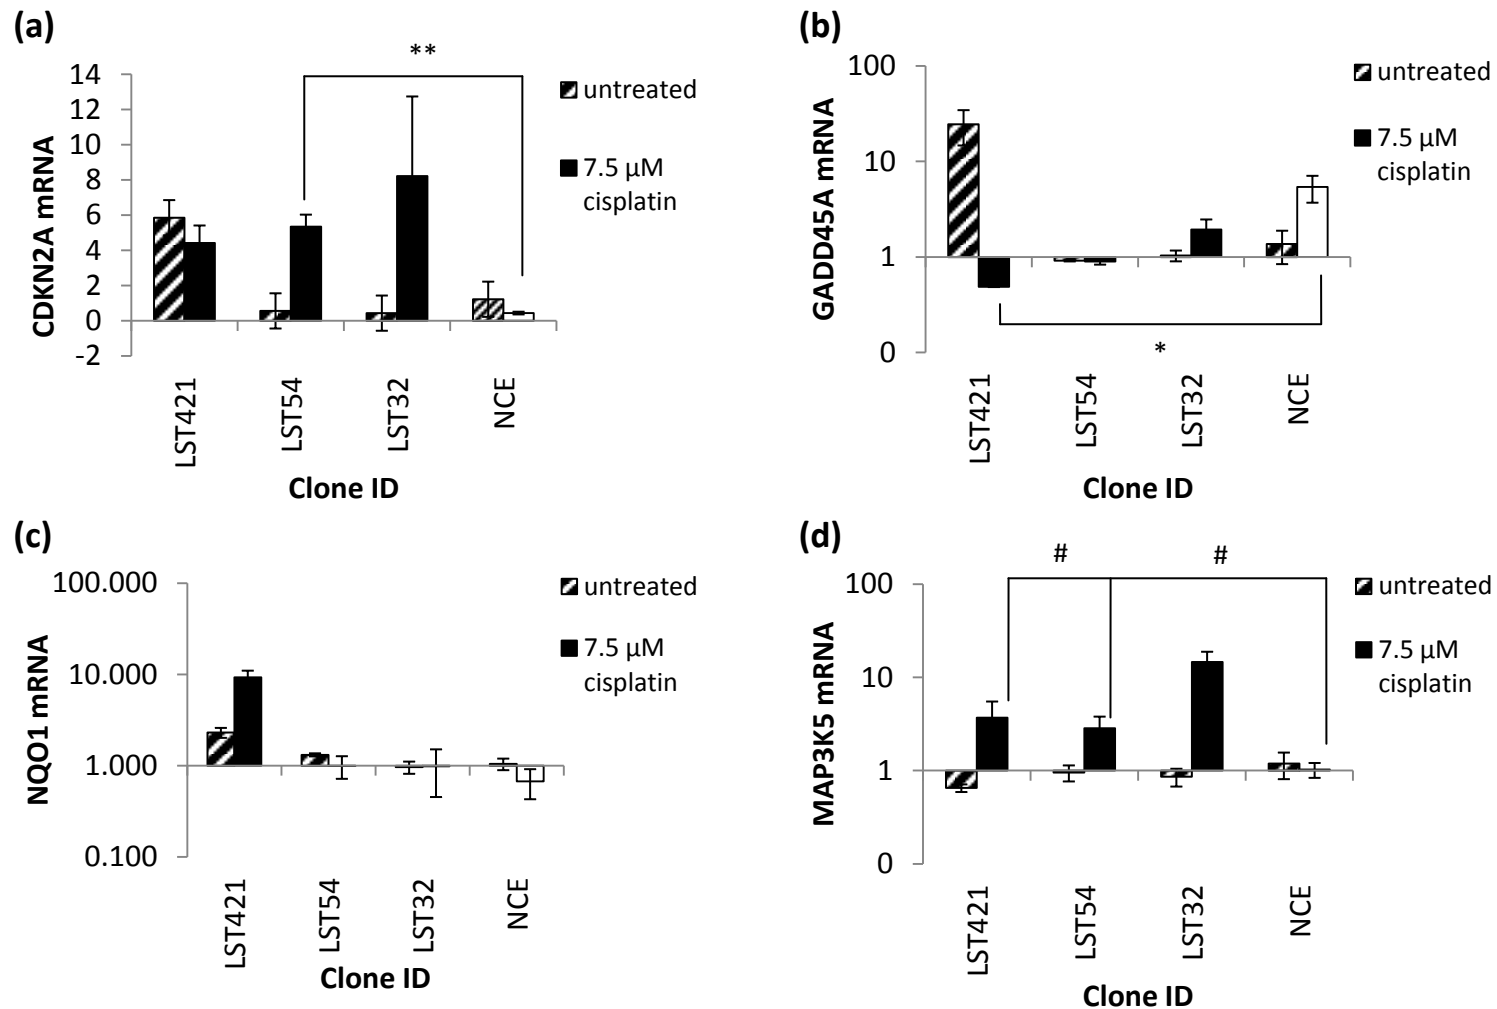 (a)
**
14
12
10
8
6
4
2
0
-2
CDKN2A mRNA
untreated
7.5 µM
cisplatin
LST421
LST54
LST32
NCE
Clone ID
(b)
100
10
1
0
GADD45A mRNA
untreated
7.5 µM
cisplatin
*
LST421
LST54
LST32
NCE
Clone ID
(c)
100.000
10.000
1.000
0.100
NQO1 mRNA
untreated
7.5 µM
cisplatin
LST421
LST54
LST32
NCE
Clone ID
(d)
#
#
100
10
1
0
MAP3K5 mRNA
untreated
7.5 µM
cisplatin
LST421
LST54
LST32
NCE
Clone ID